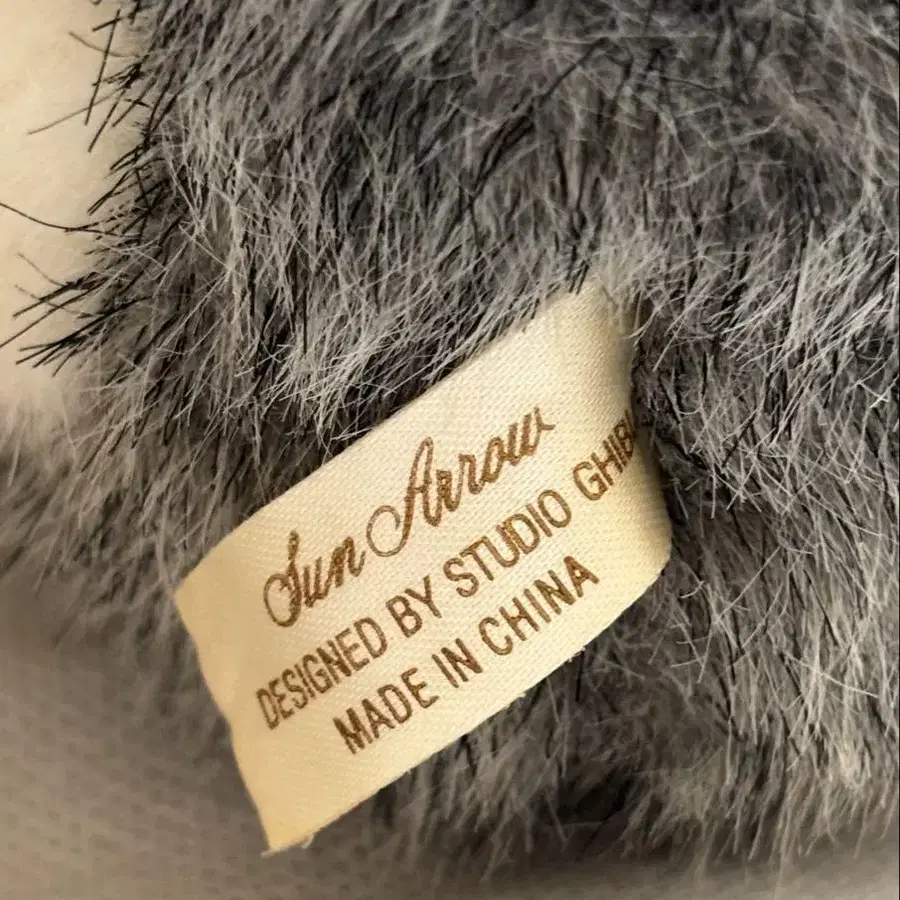 Sun Arrow
DESIGNED BY STUDIO GHIB
MADE IN CHINA